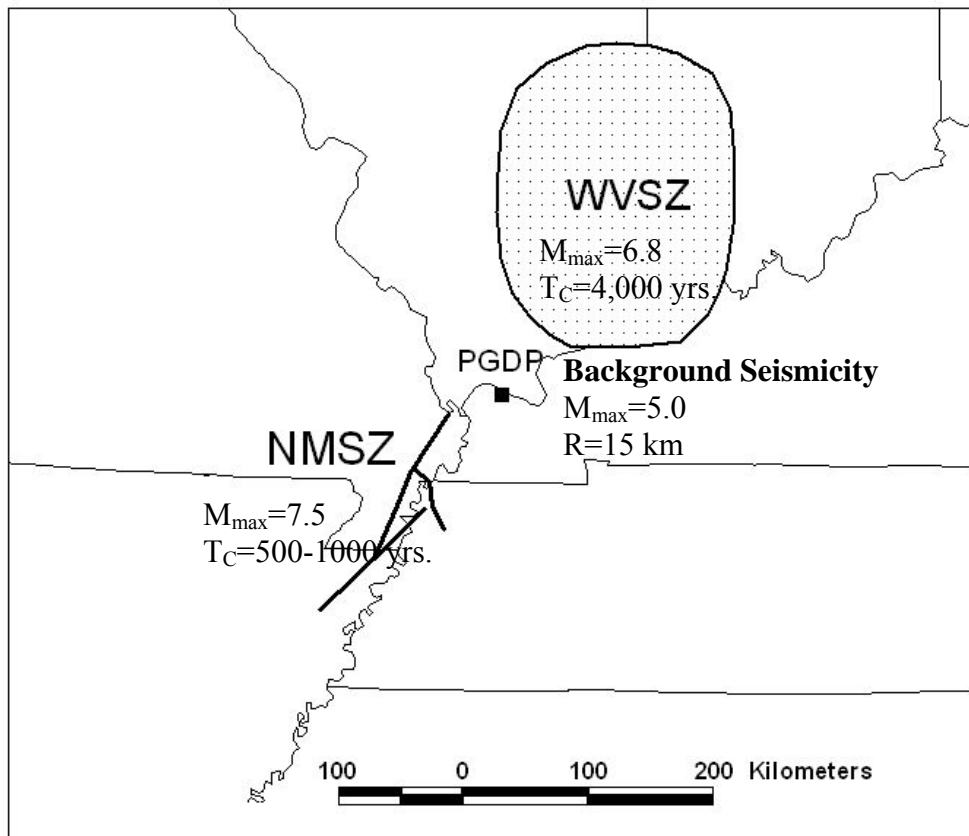 WVSZ
Mmax=6.8
TC=4,000 yrs.
PGDP
Background Seismicity
Mmax=5.0
R=15 km
NMSZ
Mmax=7.5
TC=500-1000 yrs.
100 0 100 200 Kilometers